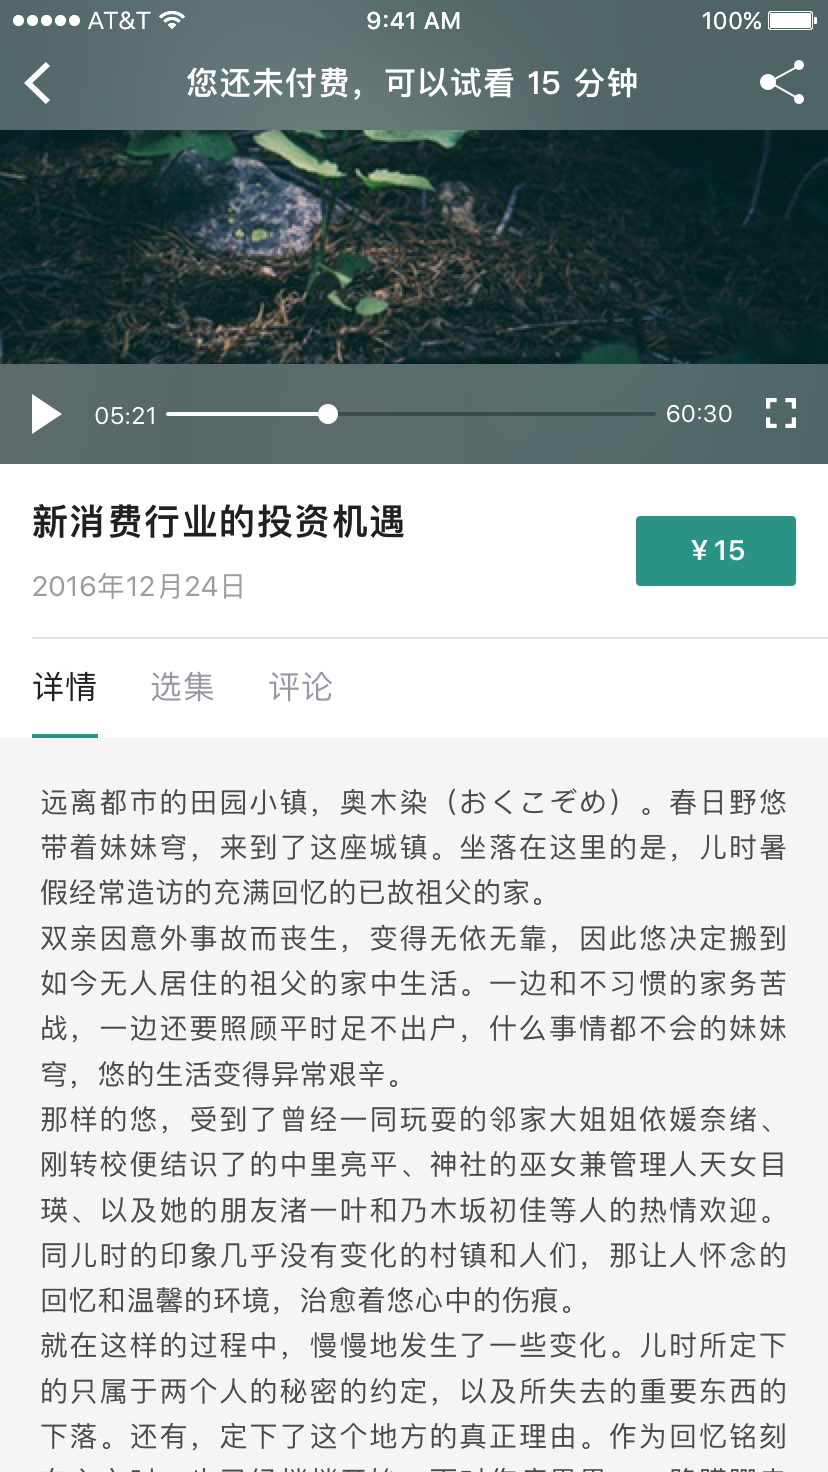 AT&T 9:41 AM 100%
您还未付费，可以试看 15 分钟
05:21 60:30
新消费行业的投资机遇
¥ 15
2016年12月24日
详情 选集 评论
远离都市的田园小镇，奥木染（おくこぞめ）。春日野悠
带着妹妹穹，来到了这座城镇。坐落在这里的是，儿时暑
假经常造访的充满回忆的已故祖父的家。
双亲因意外事故而丧生，变得无依无靠，因此悠决定搬到
如今无人居住的祖父的家中生活。一边和不习惯的家务苦
战，一边还要照顾平时足不出户，什么事情都不会的妹妹
穹，悠的生活变得异常艰辛。
那样的悠，受到了曾经一同玩耍的邻家大姐姐依媛奈绪、
刚转校便结识了的中里亮平、神社的巫女兼管理人天女目
瑛、以及她的朋友渚一叶和乃木坂初佳等人的热情欢迎。
同儿时的印象几乎没有变化的村镇和人们，那让人怀念的
回忆和温馨的环境，治愈着悠心中的伤痕。
就在这样的过程中，慢慢地发生了一些变化。儿时所定下
的只属于两个人的秘密的约定，以及所失去的重要东西的
下落。还有，定下了这个地方的真正理由。作为回忆铭刻